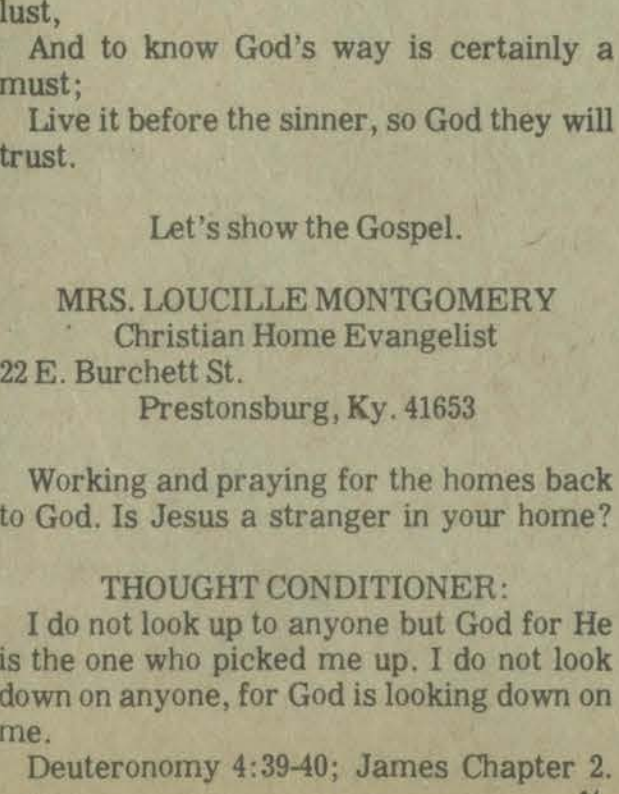 lust,
And to know God's way is certainly a
must;
Live it before the sinner, so God they will
trust.
Let's show the Gospel.
MRS. LOUCILLE MONTGOMERY
Christian Home Evangelist
22 E. Burchett St.
Prestonsburg, Ky. 41653
Working and praying for the homes back
to God. Is Jesus a stranger in your home?
THOUGHT CONDITIONER:
I do not look up to anyone but God for He
is the one who picked me up. I do not look
down on anyone, for God is looking down on
me.
Deuteronomy 4:39-40; James Chapter 2.